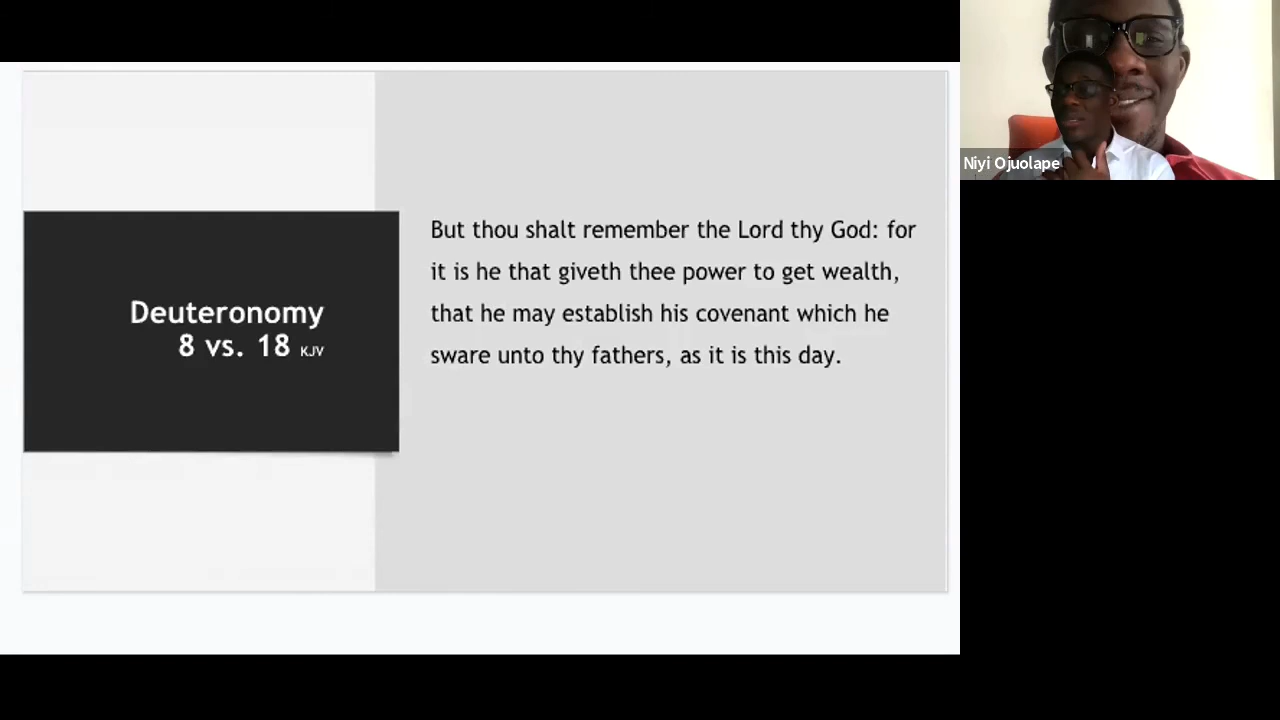 Deuteronomy
8 vs. 18 KJV
But thou shalt remember the Lord thy God: for
it is he that giveth thee power to get wealth,
that he may establish his covenant which he
sware unto thy fathers, as it is this day.
Niyi Ojuolape